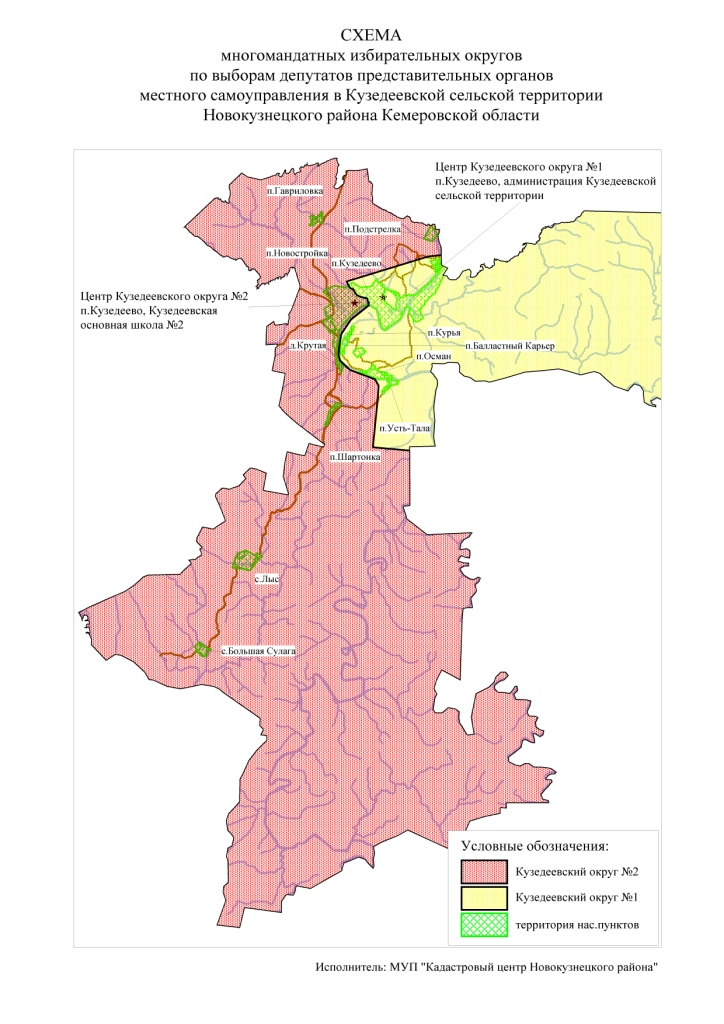 СХЕМА
многомандатных избирательных округов
по выборам депутатов представительных органов
местного самоуправления в Кузедеевской сельской территории
Новокузнецкого района Кемеровской области
Центр Кузедеевского округа №1
п.Кузедеево, администрация Кузедеевской
сельской территории
п.Гавриловка
п.Подстрелка
п.Новостройка
п.Кузедеево
Центр Кузедеевского округа №2
п.Кузедеево, Кузедеевская
основная школа №2
п.Курья
д.Крутая
п.Балластный Карьер
п.Осман
п.Усть-Тала
п.Шартонка
с.Лыс
с.Большая Сулага
Условные обозначения:
Кузедеевский округ №2
Кузедеевский округ №1
территория нас.пунктов
Исполнитель: МУП "Кадастровый центр Новокузнецкого района"